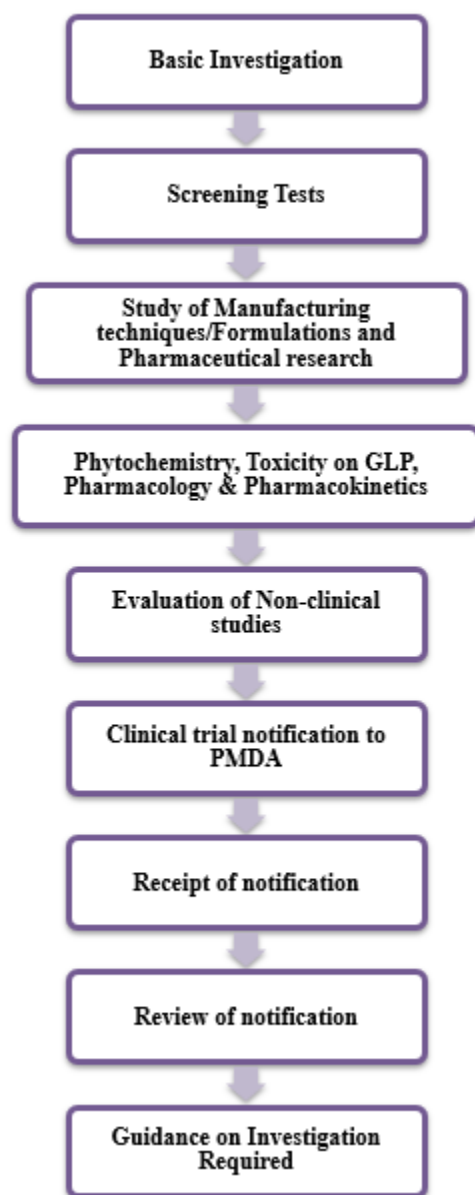 Basic Investigation
Screening Tests
Study of Manufacturing
techniques/Formulations and
Pharmaceutical research
Phytochemistry, Toxicity on GLP,
Pharmacology & Pharmacokinetics
Evaluation of Non-clinical
studies
Clinical trial notification to
PMDA
Receipt of notification
Review of notification
Guidance on Investigation
Required